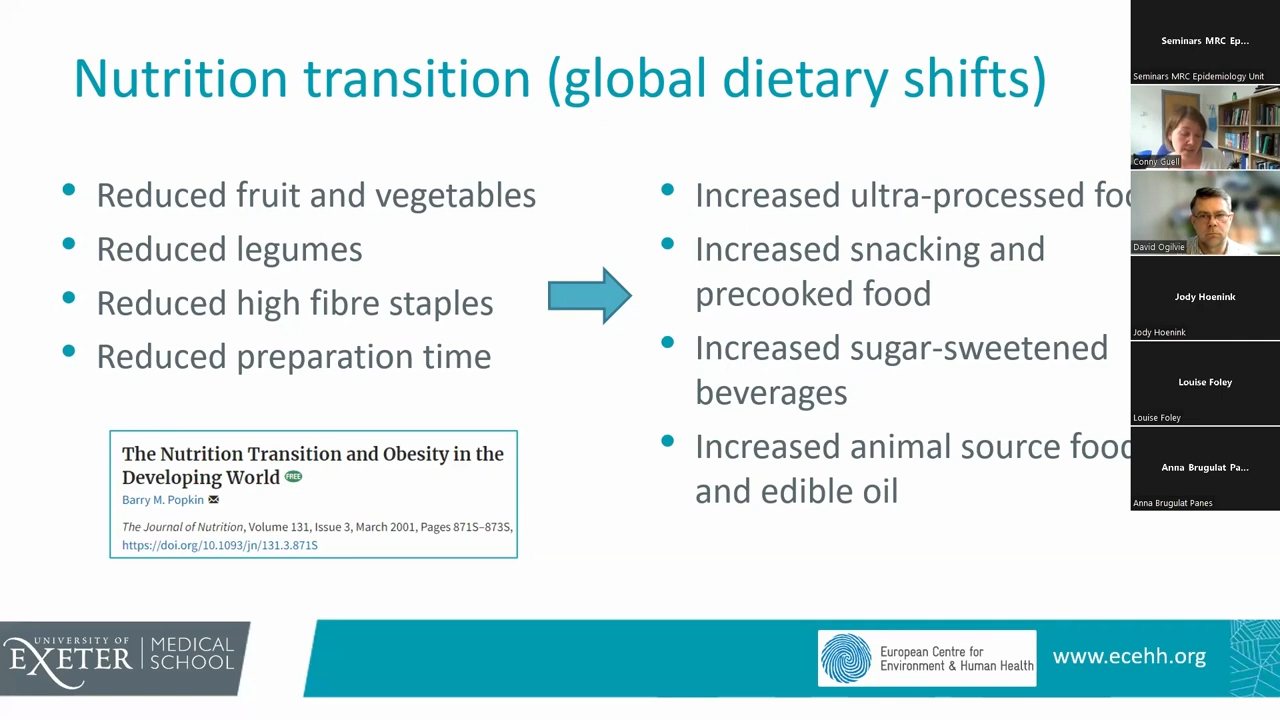 Nutrition transition (global dietary shifts)
• Reduced fruit and vegetables
• Reduced legumes
• Reduced high fibre staples
• Reduced preparation time
• Increased ultra-processed
• Increased snacking and
precooked food
• Increased sugar-sweetened
beverages
• Increased animal source
and edible oil
The Nutrition Transition and Obesity in the
Developing World FREE
Barry M. Popkin
The Journal of Nutrition, Volume 131, Issue 3, March 2001, Pages 871S–873S,
https://doi.org/10.1093/jn/131.3.871S
UNIVERSITY OF
EXETER
MEDICAL
SCHOOL
European Centre for
Environment & Human Health
www.ecehh.org
Seminars MRC Ep...
Seminars MRC Epidemiology Unit
Conny Guell
David Ogilvie
Jody Hoenink
Jody Hoenink
Louise Foley
Louise Foley
Anna Brugulat Pa...
Anna Brugulat Panes